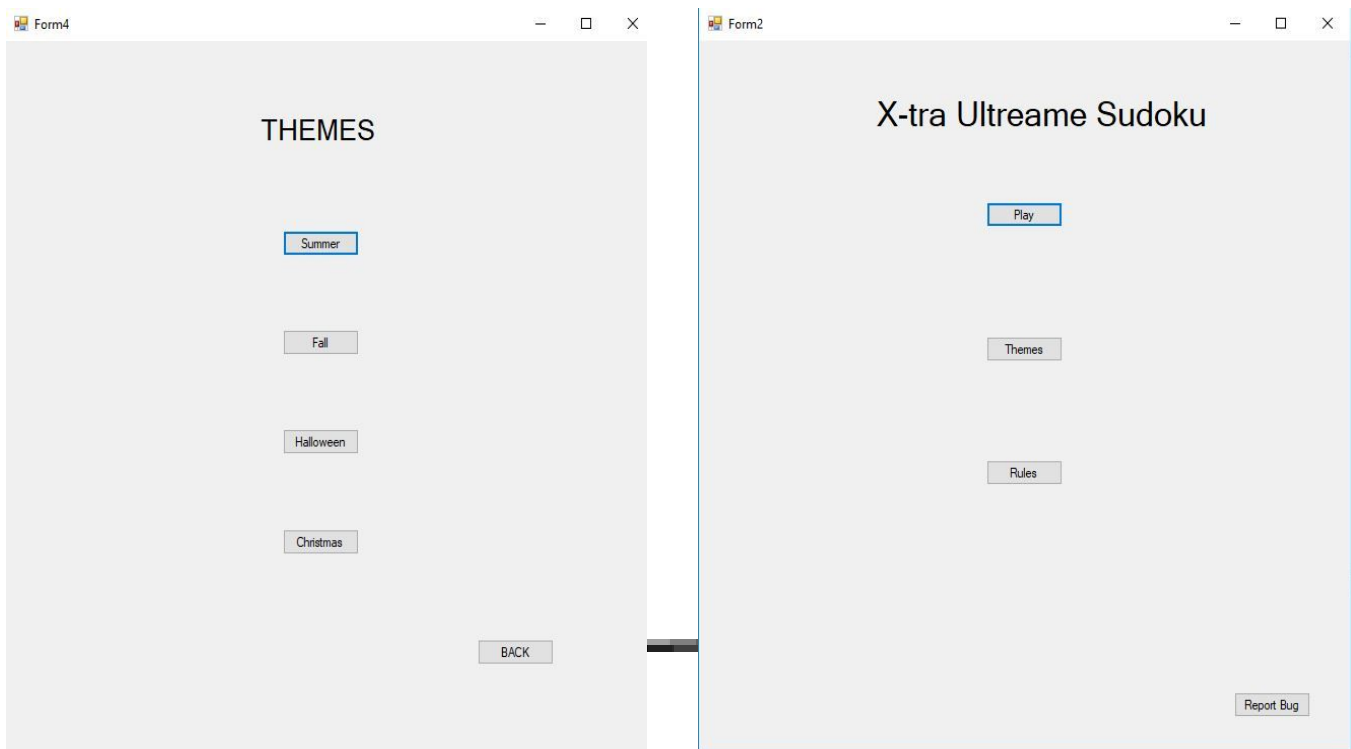 Form4
THEMES
Summer
Fall
Halloween
Christmas
BACK
Form2
X-tra Ultreame Sudoku
Play
Themes
Rules
Report Bug